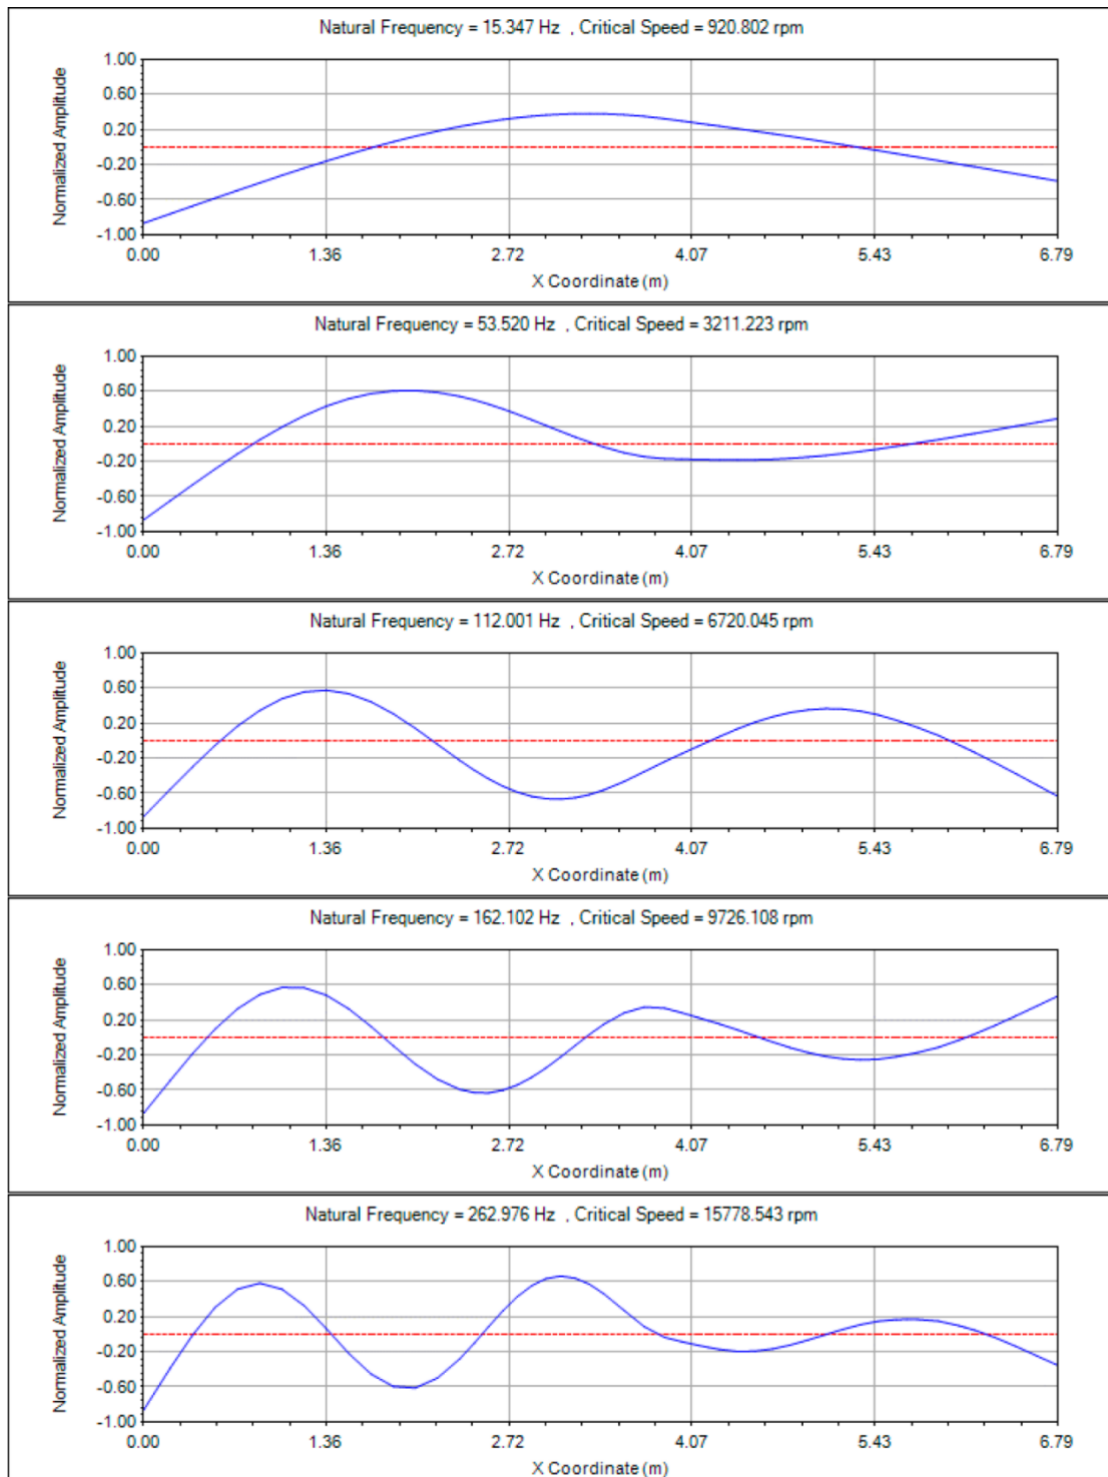 Natural Frequency = 15.347 Hz , Critical Speed = 920.802 rpm
Normalized Amplitude
1.00
0.60
0.20
-0.20
-0.60
-1.00
0.00 1.36 2.72 4.07 5.43 6.79
X Coordinate (m)
Natural Frequency = 53.520 Hz , Critical Speed = 3211.223 rpm
Normalized Amplitude
1.00
0.60
0.20
-0.20
-0.60
-1.00
0.00 1.36 2.72 4.07 5.43 6.79
X Coordinate (m)
Natural Frequency = 112.001 Hz , Critical Speed = 6720.045 rpm
Normalized Amplitude
1.00
0.60
0.20
-0.20
-0.60
-1.00
0.00 1.36 2.72 4.07 5.43 6.79
X Coordinate (m)
Natural Frequency = 162.102 Hz , Critical Speed = 9726.108 rpm
Normalized Amplitude
1.00
0.60
0.20
-0.20
-0.60
-1.00
0.00 1.36 2.72 4.07 5.43 6.79
X Coordinate (m)
Natural Frequency = 262.976 Hz , Critical Speed = 15778.543 rpm
Normalized Amplitude
1.00
0.60
0.20
-0.20
-0.60
-1.00
0.00 1.36 2.72 4.07 5.43 6.79
X Coordinate (m)